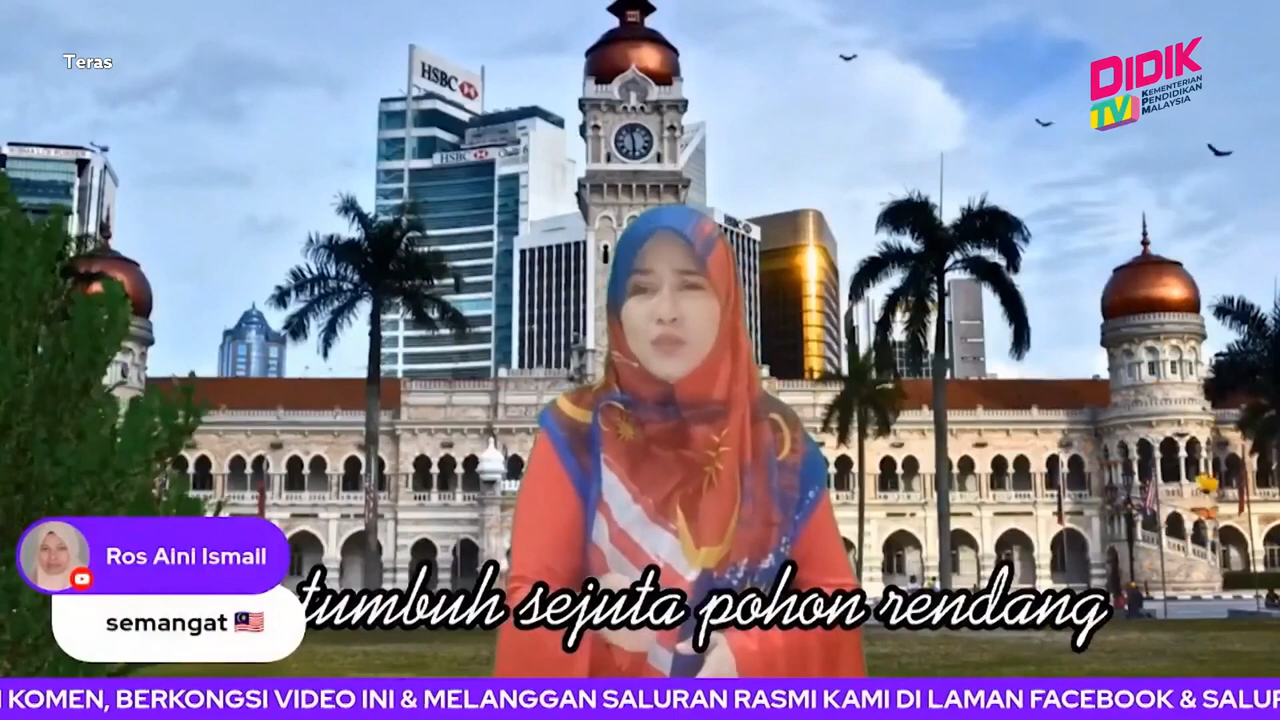 Teras
DIDIK
TV
KEMENTERIAN
PENDIDIKAN
MALAYSIA
HSBC
HSBC
Ros Aini Ismail
semangat
tumbuh sejuta pohon rendang
KOMEN, BERKONGSI VIDEO INI & MELANGGAN SALURAN RASMI KAMI DI LAMAN FACEBOOK & SALUR